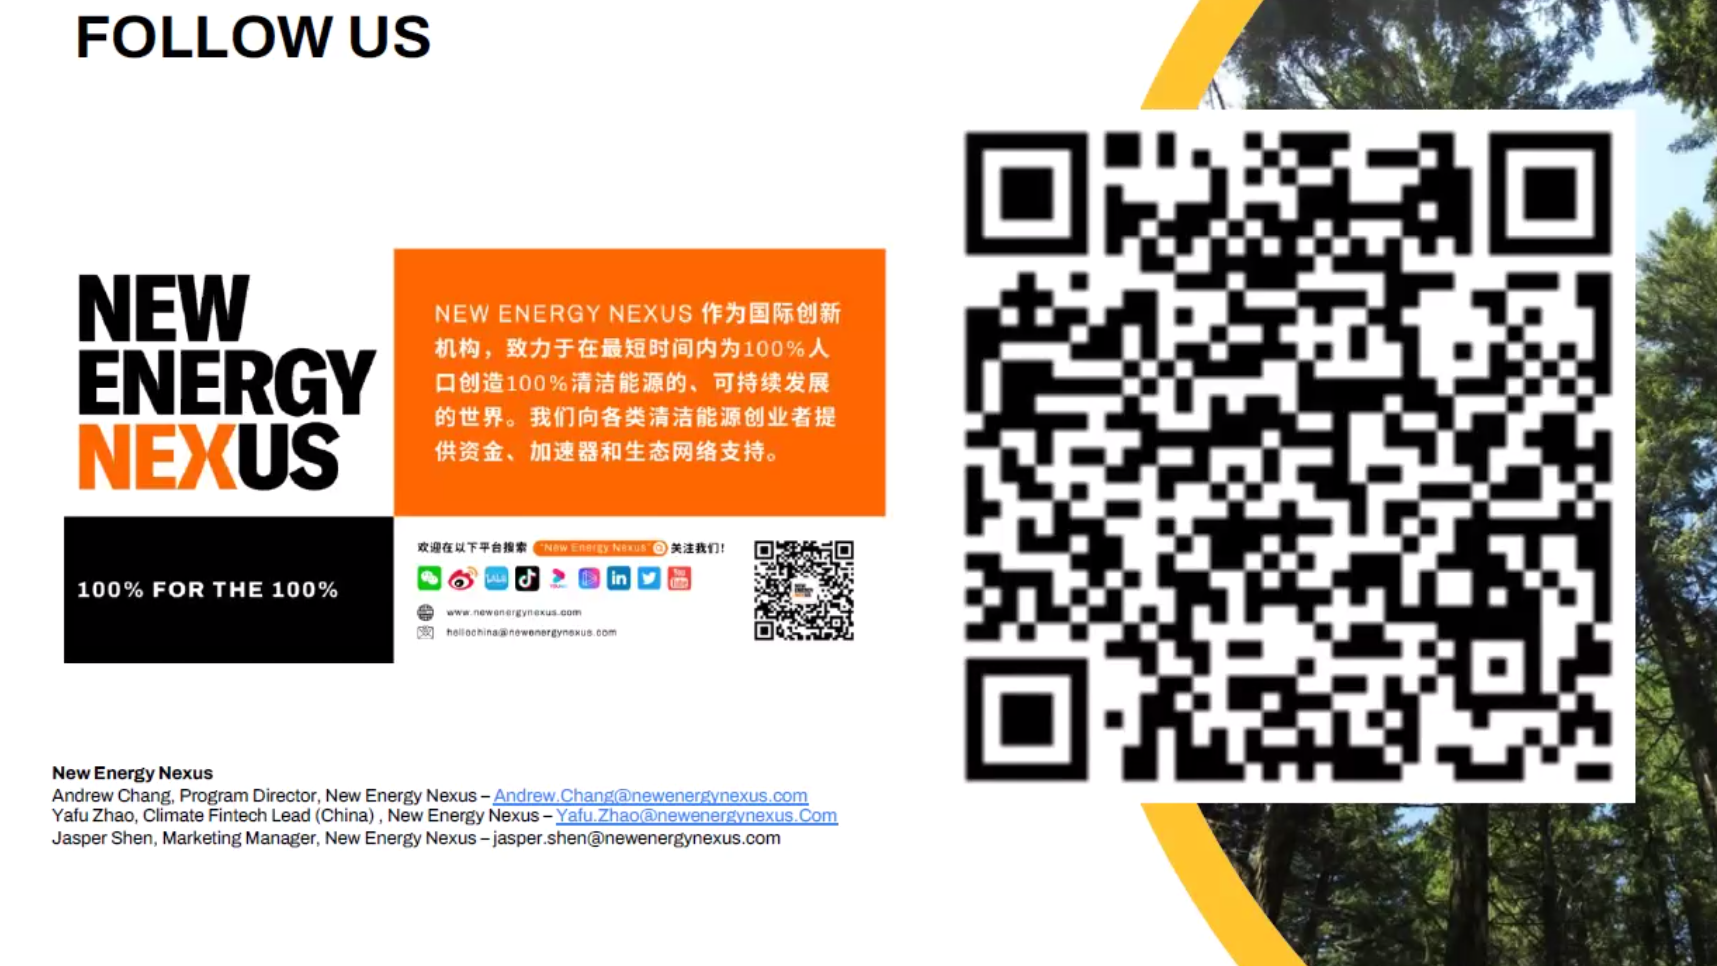 FOLLOW US
NEW
ENERGY
NEXUS
NEW ENERGY NEXUS 作为国际创新
机构，致力于在最短时间内为100%人
口创造100%清洁能源的、可持续发展
的世界。我们向各类清洁能源创业者提
供资金、加速器和生态网络支持。
100% FOR THE 100%
欢迎在以下平台搜索 "New Energy Nexus" 关注我们!
www.newenergynexus.com
hellochina@newenergynexus.com
New Energy Nexus
Andrew Chang, Program Director, New Energy Nexus – Andrew.Chang@newenergynexus.com
Yafu Zhao, Climate Fintech Lead (China) , New Energy Nexus – Yafu.Zhao@newenergynexus.Com
Jasper Shen, Marketing Manager, New Energy Nexus – jasper.shen@newenergynexus.com